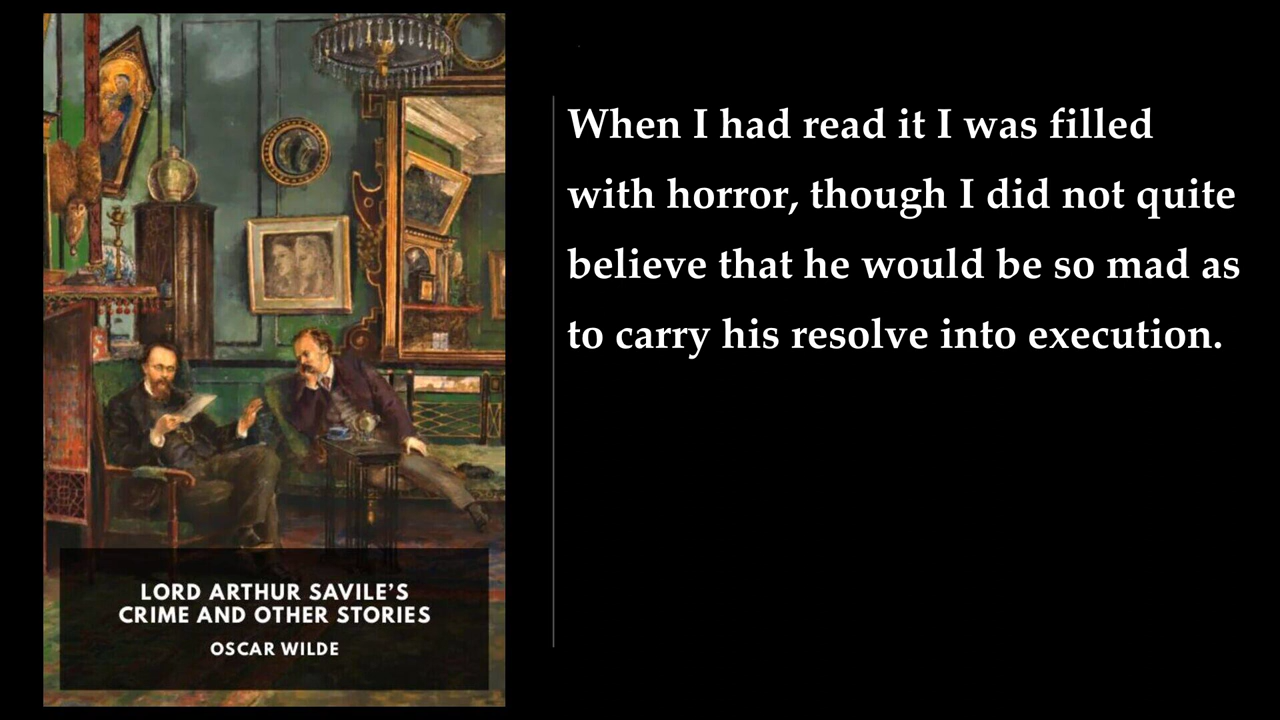 LORD ARTHUR SAVILE’S
CRIME AND OTHER STORIES
OSCAR WILDE
When I had read it I was filled
with horror, though I did not quite
believe that he would be so mad as
to carry his resolve into execution.